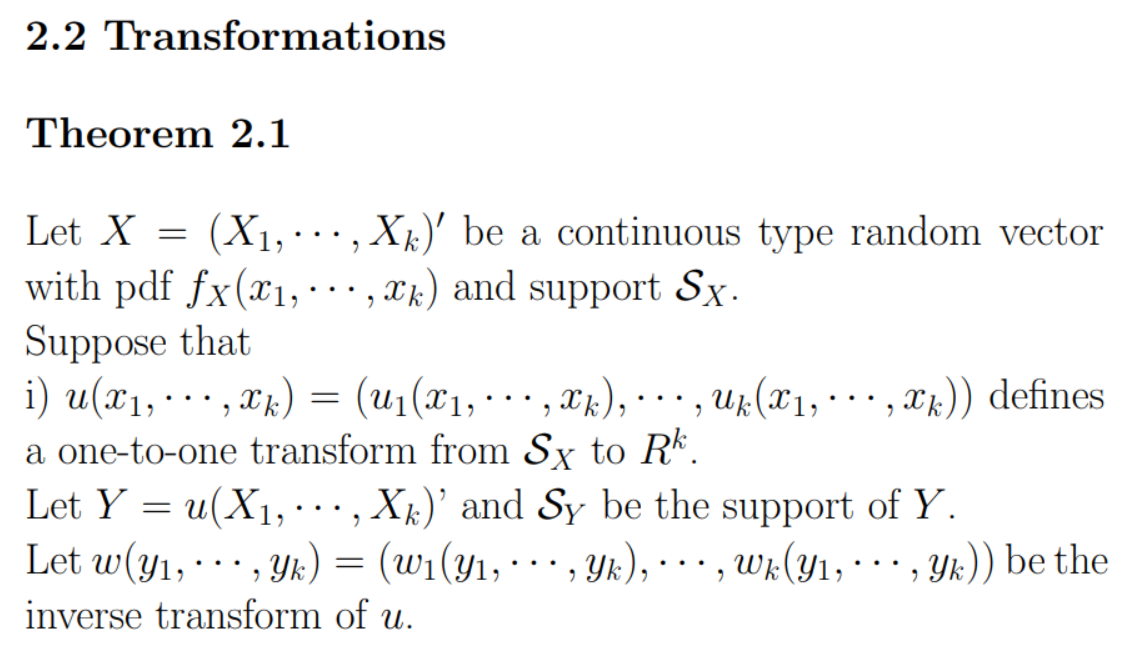 2.2 Transformations
Theorem 2.1
Let X = (X₁, ⋯, Xₖ)′ be a continuous type random vector
with pdf f_X(x₁, ⋯, xₖ) and support 𝒮_X.
Suppose that
i) u(x₁, ⋯, xₖ) = (u₁(x₁, ⋯, xₖ), ⋯, uₖ(x₁, ⋯, xₖ)) defines
a one-to-one transform from 𝒮_X to Rᵏ.
Let Y = u(X₁, ⋯, Xₖ)’ and 𝒮_Y be the support of Y.
Let w(y₁, ⋯, yₖ) = (w₁(y₁, ⋯, yₖ), ⋯, wₖ(y₁, ⋯, yₖ)) be the
inverse transform of u.